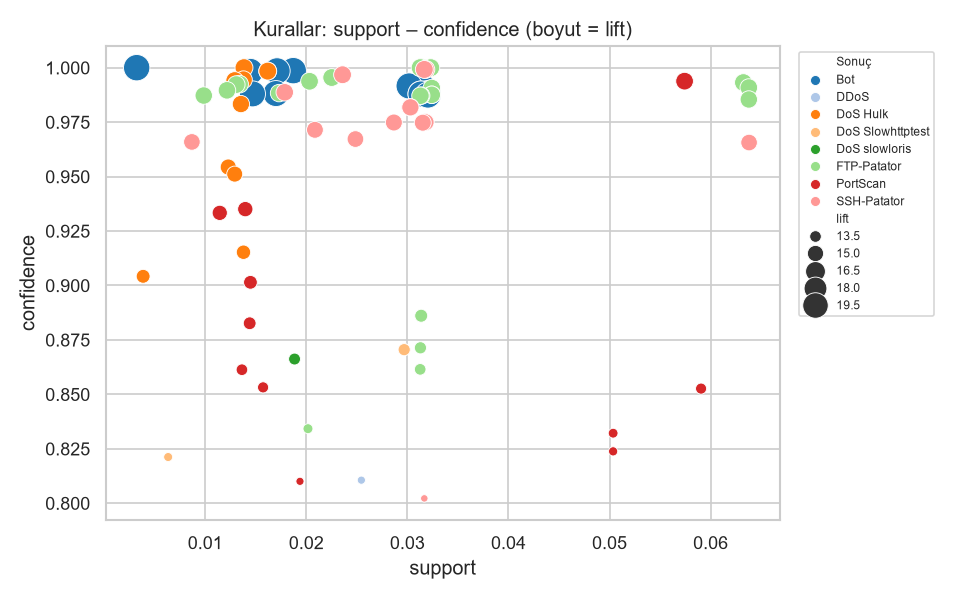 Kurallar: support – confidence (boyut = lift)
1.000
0.975
0.950
0.925
0.900
0.875
0.850
0.825
0.800
confidence
0.01
0.02
0.03
0.04
0.05
0.06
support
Sonuç
Bot
DDoS
DoS Hulk
DoS Slowhttptest
DoS slowloris
FTP-Patator
PortScan
SSH-Patator
lift
13.5
15.0
16.5
18.0
19.5